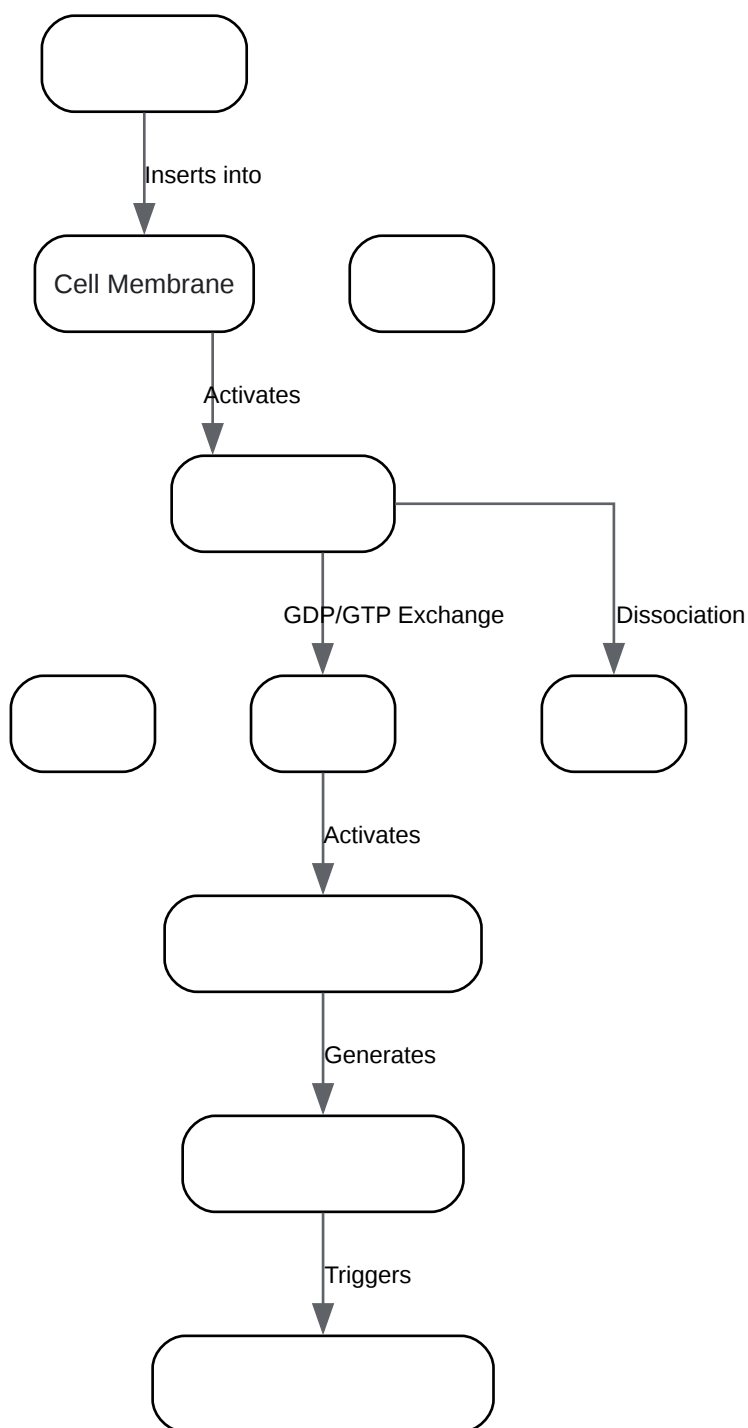 Inserts into
Cell Membrane
Activates
GDP/GTP Exchange
Dissociation
Activates
Generates
Triggers